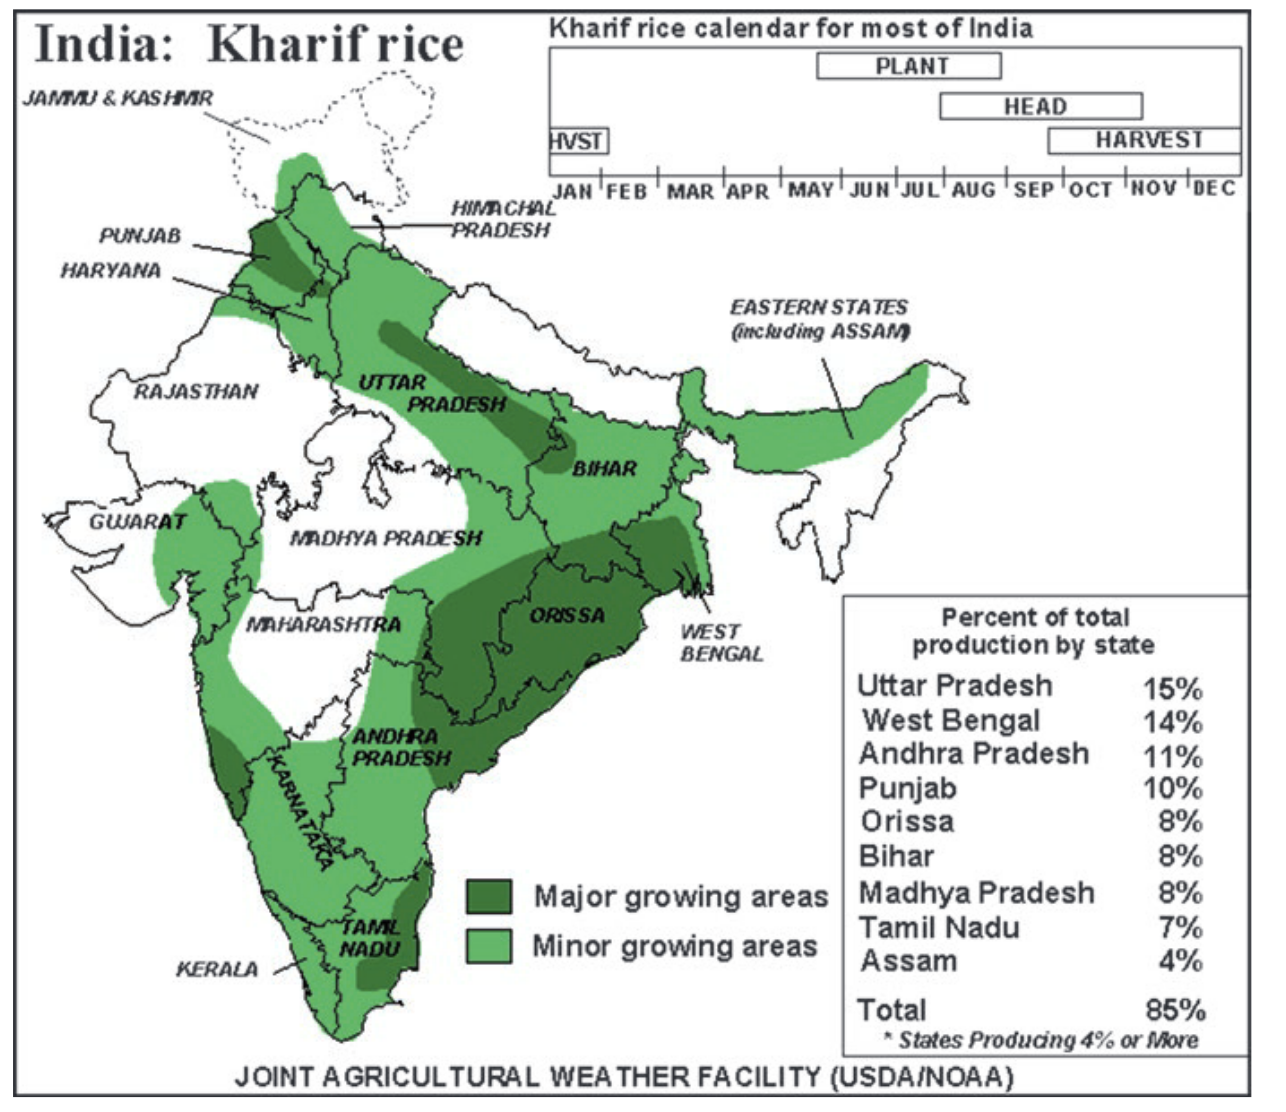 India: Kharif rice
Kharif rice calendar for most of India
PLANT
HEAD
HVST
HARVEST
JAN FEB MAR APR MAY JUN JUL AUG SEP OCT NOV DEC
JAMMU & KASHMIR
HIMACHAL
PRADESH
PUNJAB
HARYANA
EASTERN STATES
(including ASSAM)
RAJASTHAN
UTTAR
PRADESH
BIHAR
GUJARAT
MADHYA PRADESH
MAHARASHTRA
ORISSA
WEST
BENGAL
ANDHRA
PRADESH
KARNATAKA
TAMIL
NADU
KERALA
Major growing areas
Minor growing areas
Percent of total
production by state
Uttar Pradesh 15%
West Bengal 14%
Andhra Pradesh 11%
Punjab 10%
Orissa 8%
Bihar 8%
Madhya Pradesh 8%
Tamil Nadu 7%
Assam 4%
Total 85%
* States Producing 4% or More
JOINT AGRICULTURAL WEATHER FACILITY (USDA/NOAA)